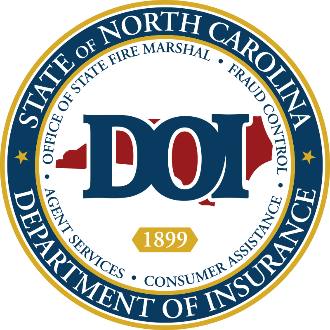 STATE OF NORTH CAROLINA
OFFICE OF STATE FIRE MARSHAL • FRAUD CONTROL •
DOI
1899
AGENT SERVICES • CONSUMER ASSISTANCE •
DEPARTMENT OF INSURANCE